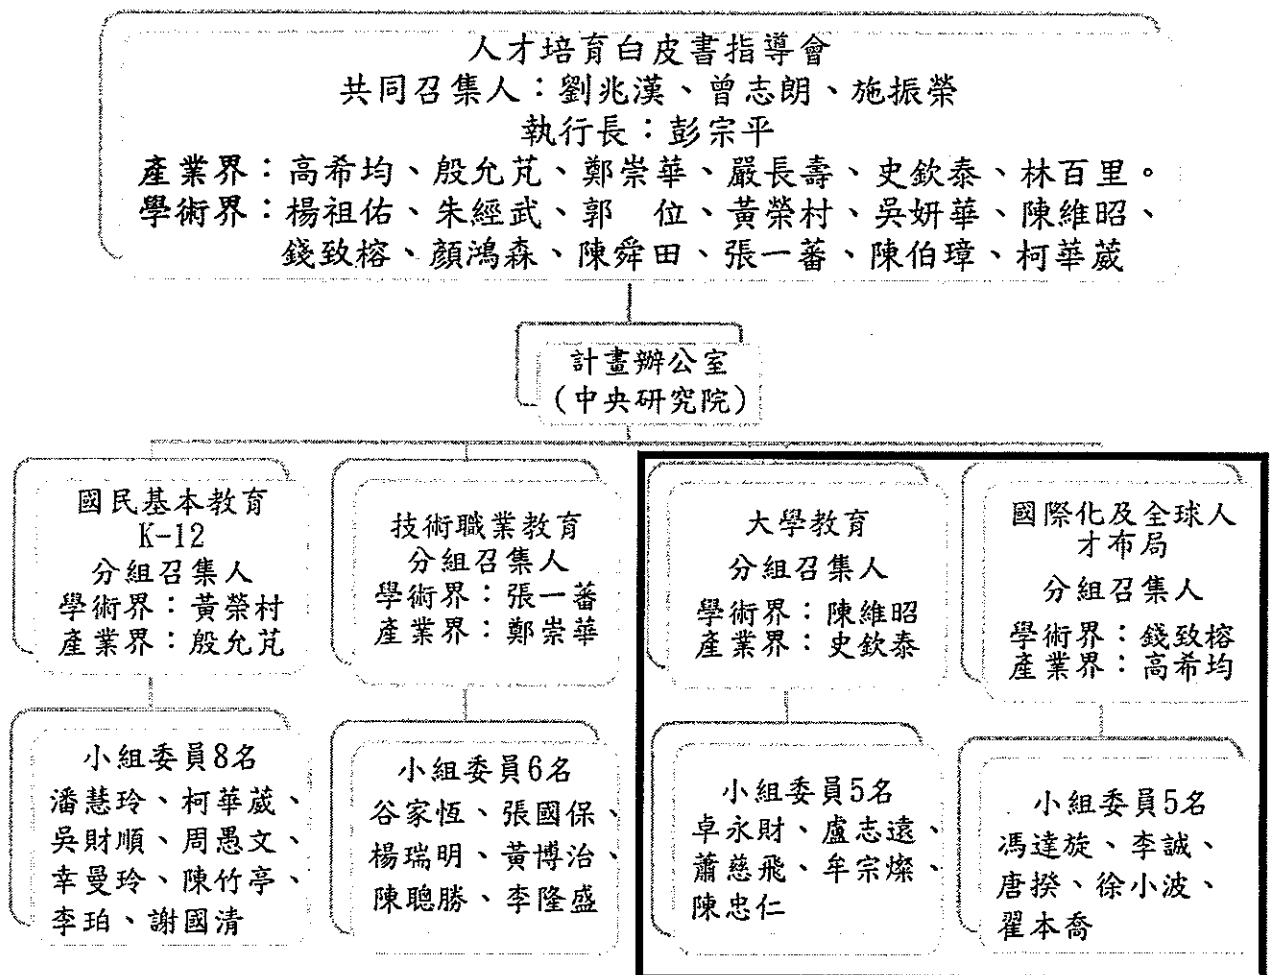 人才培育白皮書指導會
共同召集人：劉兆漢、曾志朗、施振榮
執行長：彭宗平
產業界：高希均、殷允芃、鄭崇華、嚴長壽、史欽泰、林百里。
學術界：楊祖佑、朱經武、郭　位、黃榮村、吳妍華、陳維昭、
錢致榕、顏鴻森、陳舜田、張一蕃、陳伯璋、柯華葳
計畫辦公室
(中央研究院)
國民基本教育
K-12
分組召集人
學術界：黃榮村
產業界：殷允芃
技術職業教育
分組召集人
學術界：張一蕃
產業界：鄭崇華
大學教育
分組召集人
學術界：陳維昭
產業界：史欽泰
國際化及全球人
才布局
分組召集人
學術界：錢致榕
產業界：高希均
小組委員8名
潘慧玲、柯華葳、
吳財順、周愚文、
幸曼玲、陳竹亭、
李珀、謝國清
小組委員6名
谷家恆、張國保、
楊瑞明、黃博治、
陳聰勝、李隆盛
小組委員5名
卓永財、盧志遠、
蕭慈飛、牟宗燦、
陳忠仁
小組委員5名
馮達旋、李誠、
唐揆、徐小波、
翟本喬